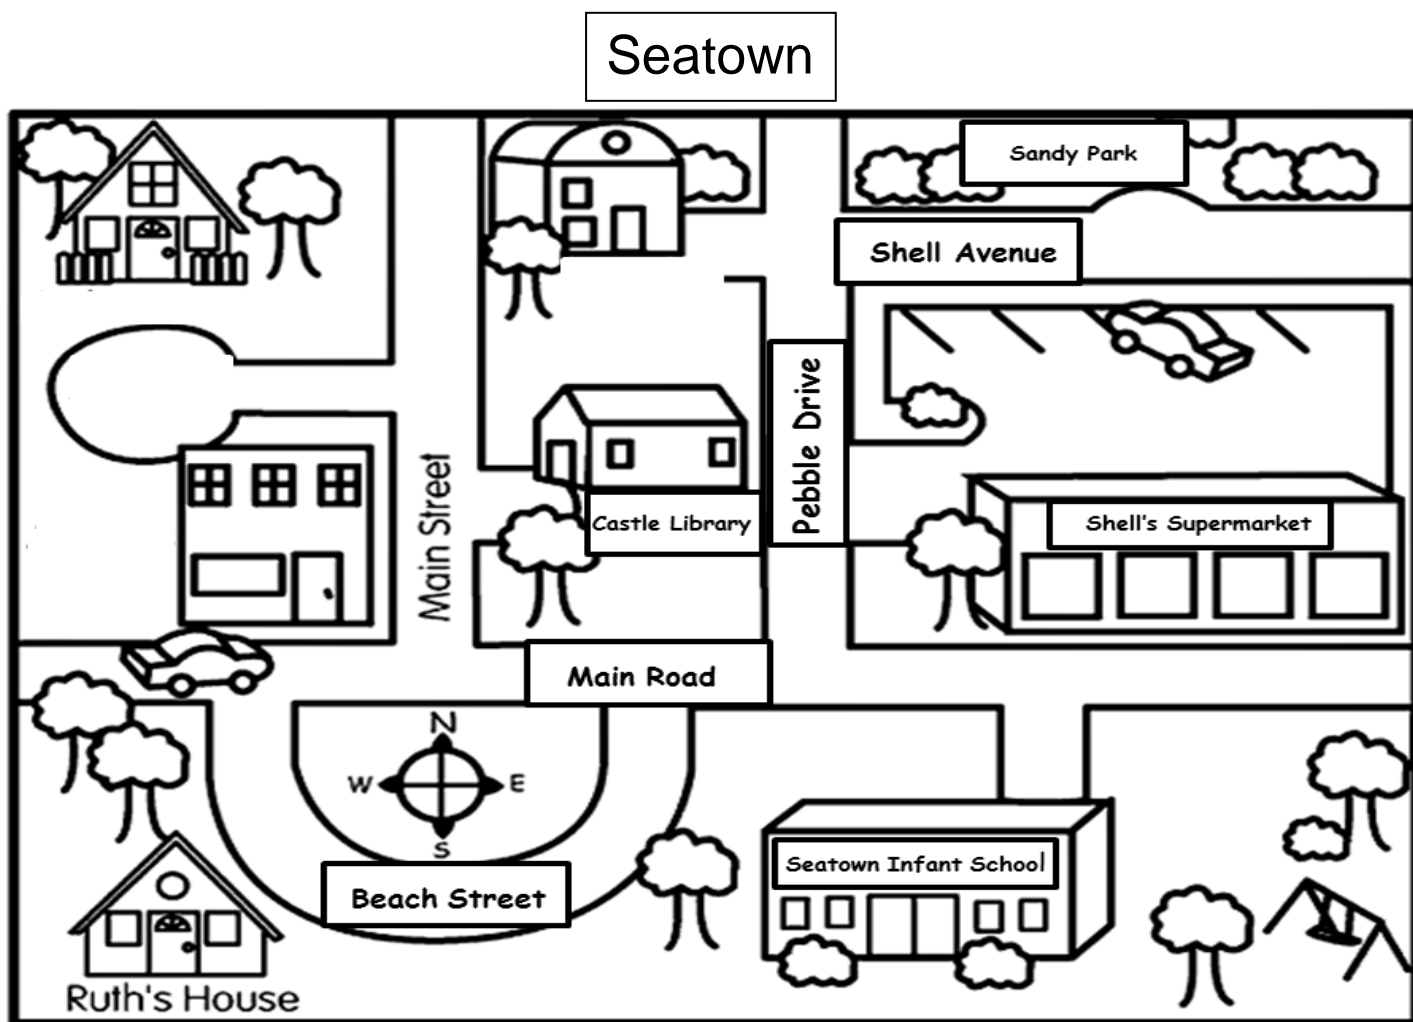 Seatown
Sandy Park
Shell Avenue
Pebble Drive
Main Street
Castle Library
Shell's Supermarket
Main Road
N
W
E
S
Seatown Infant School
Beach Street
Ruth's House